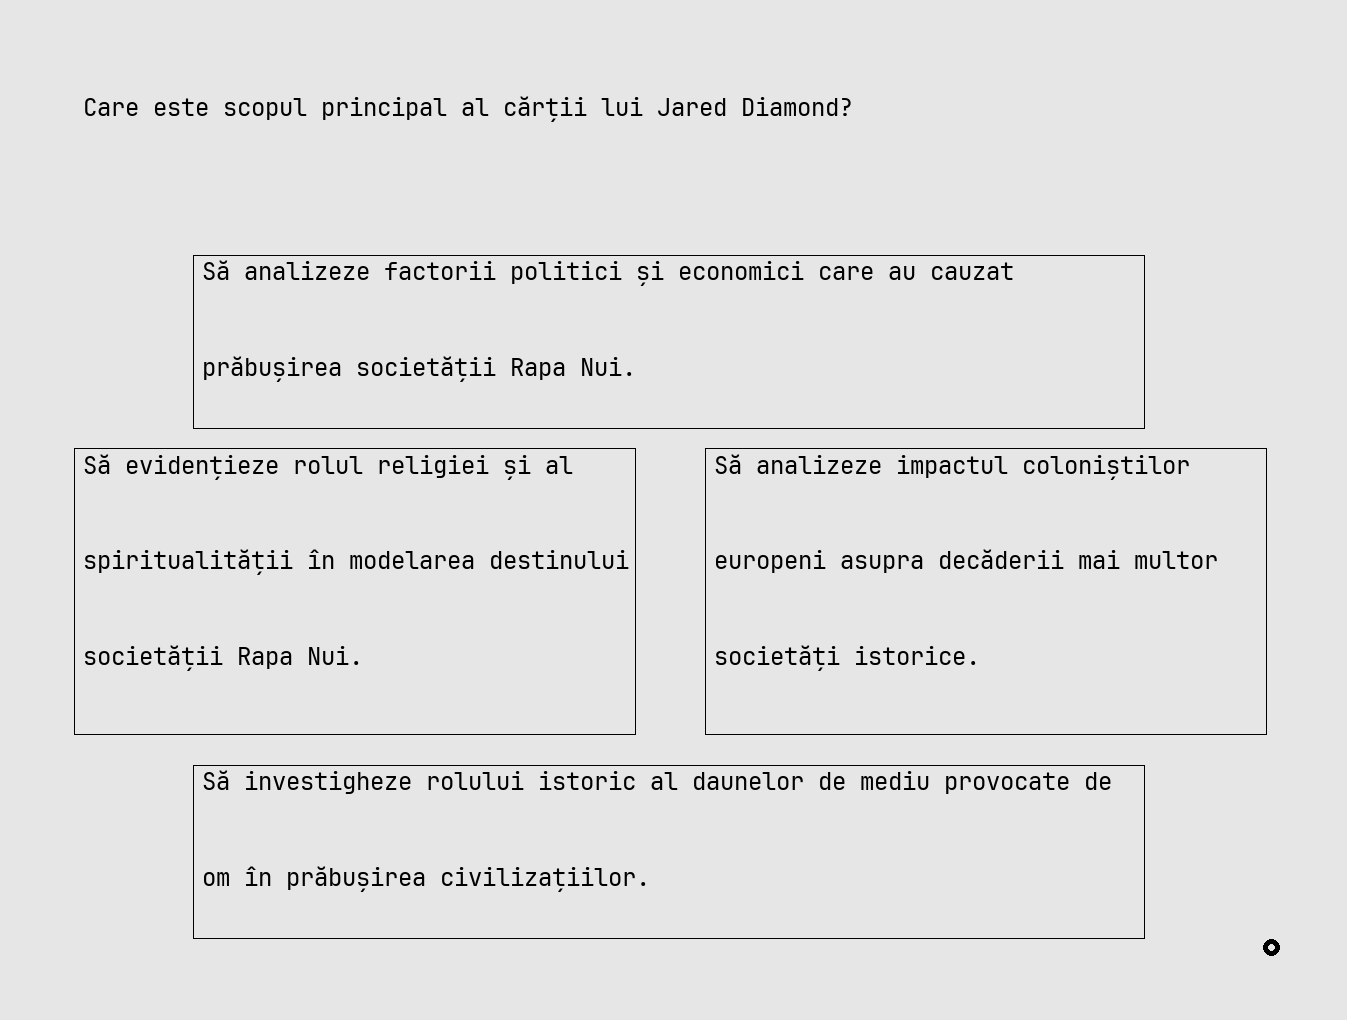 Care este scopul principal al cărții lui Jared Diamond?
Să analizeze factorii politici și economici care au cauzat
prăbușirea societății Rapa Nui.
Să evidențieze rolul religiei și al
spiritualității în modelarea destinului
societății Rapa Nui.
Să analizeze impactul coloniștilor
europeni asupra decăderii mai multor
societăți istorice.
Să investigheze rolului istoric al daunelor de mediu provocate de
om în prăbușirea civilizațiilor.